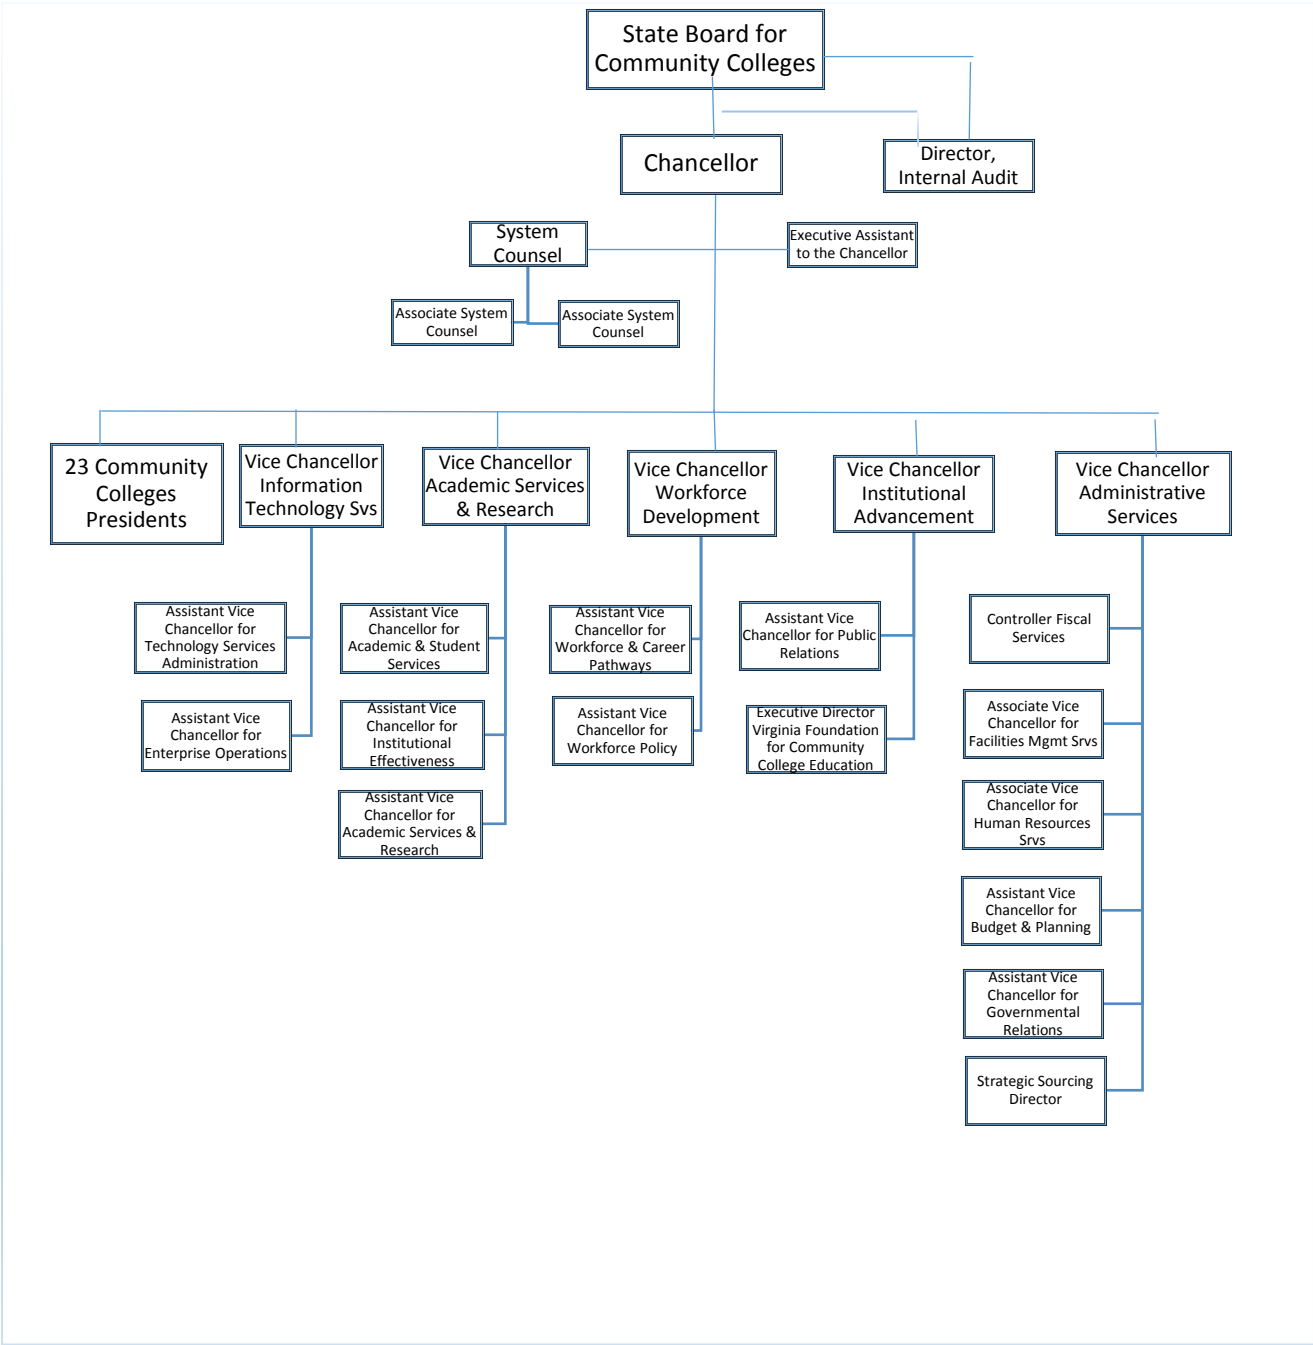 State Board for
Community Colleges
Chancellor
Director,
Internal Audit
System
Counsel
Executive Assistant
to the Chancellor
Associate System
Counsel
Associate System
Counsel
23 Community
Colleges
Presidents
Vice Chancellor
Information
Technology Svs
Vice Chancellor
Academic Services
& Research
Vice Chancellor
Workforce
Development
Vice Chancellor
Institutional
Advancement
Vice Chancellor
Administrative
Services
Assistant Vice
Chancellor for
Technology Services
Administration
Assistant Vice
Chancellor for
Enterprise Operations
Assistant Vice
Chancellor for
Academic & Student
Services
Assistant Vice
Chancellor for
Institutional
Effectiveness
Assistant Vice
Chancellor for
Academic Services &
Research
Assistant Vice
Chancellor for
Workforce & Career
Pathways
Assistant Vice
Chancellor for
Workforce Policy
Assistant Vice
Chancellor for Public
Relations
Executive Director
Virginia Foundation
for Community
College Education
Controller Fiscal
Services
Associate Vice
Chancellor for
Facilities Mgmt Srvs
Associate Vice
Chancellor for
Human Resources
Srvs
Assistant Vice
Chancellor for
Budget & Planning
Assistant Vice
Chancellor for
Governmental
Relations
Strategic Sourcing
Director